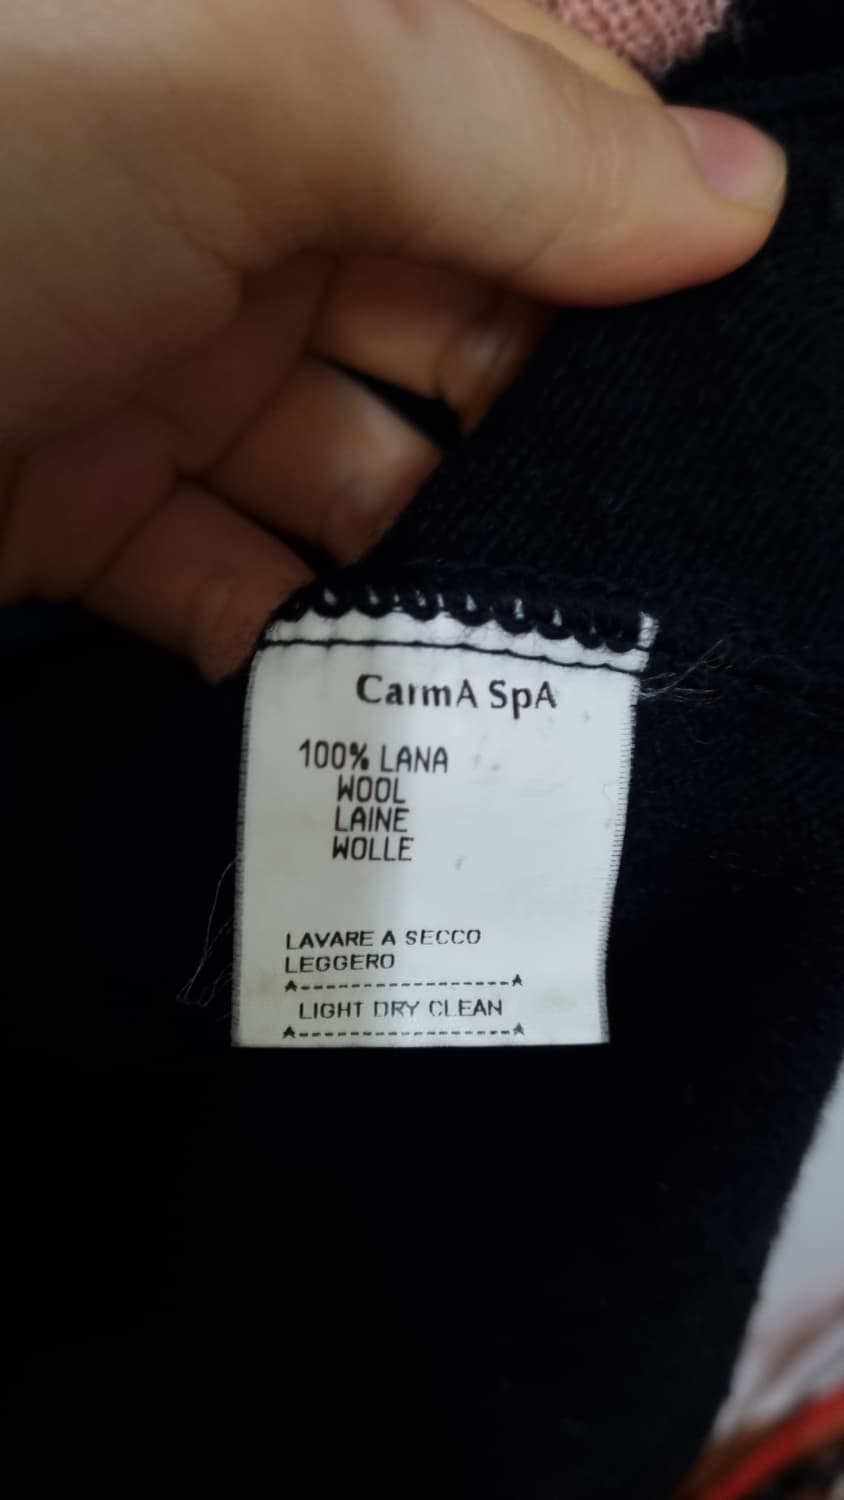 CarmA SpA
100% LANA
WOOL
LAINE
WOLLE
LAVARE A SECCO
LEGGERO
LIGHT DRY CLEAN